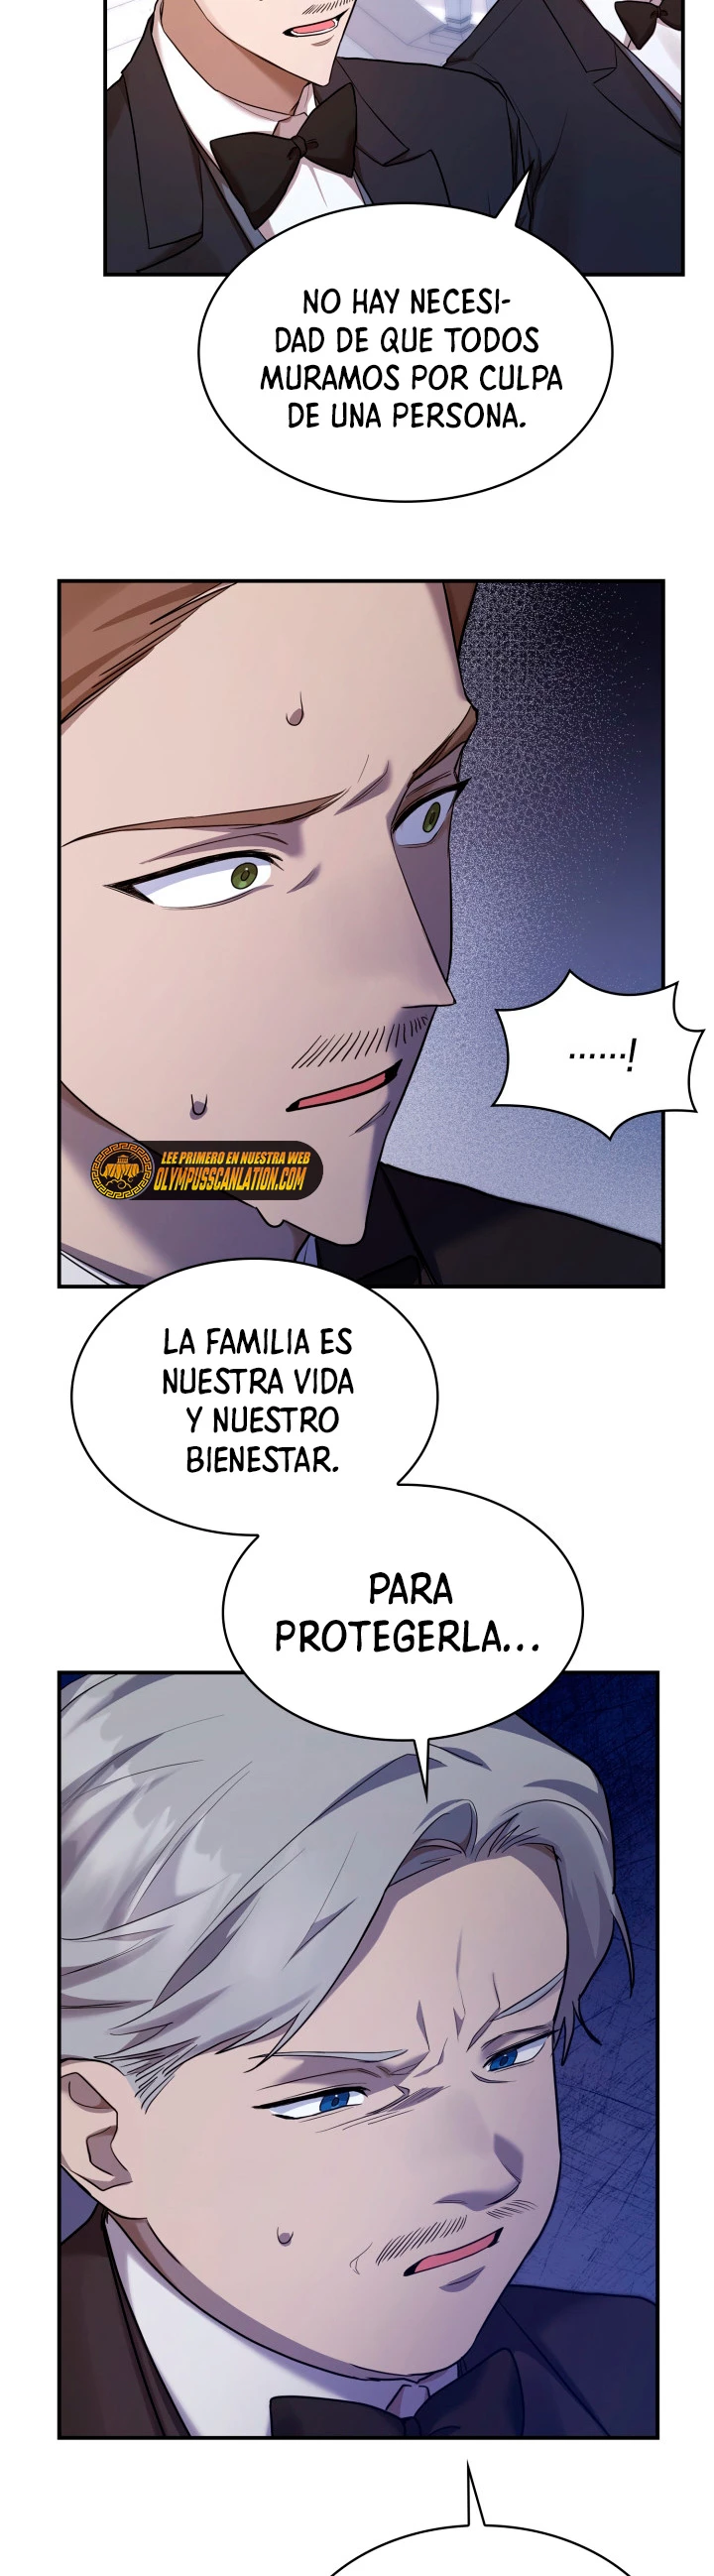 NO HAY NECESI-
DAD DE QUE TODOS
MURAMOS POR CULPA
DE UNA PERSONA.
......!
LEE PRIMERO EN NUESTRA WEB
OLYMPUSSCANLATION.COM
LA FAMILIA ES
NUESTRA VIDA
Y NUESTRO
BIENESTAR.
PARA
PROTEGERLA...